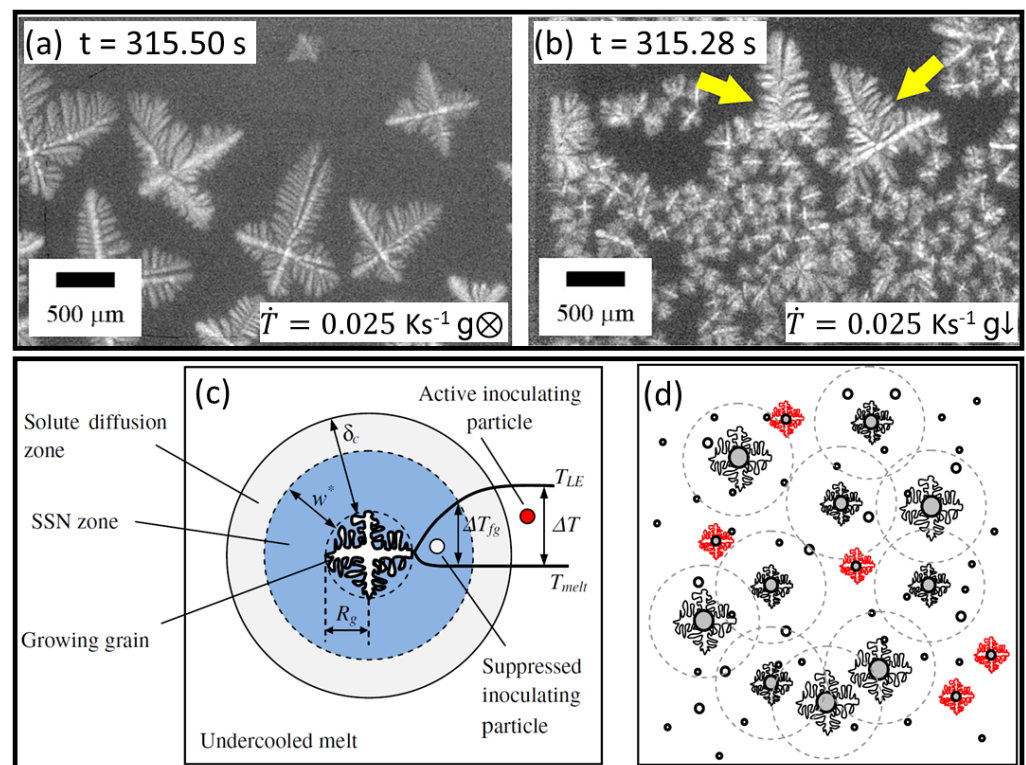 (a) t = 315.50 s
500 μm
Ṫ = 0.025 Ks⁻¹ g⊗
(b) t = 315.28 s
500 μm
Ṫ = 0.025 Ks⁻¹ g↓
(c)
Solute diffusion
zone
SSN zone
Growing grain
Undercooled melt
δc
w*
Rg
Active inoculating
particle
TLE
ΔTfg
ΔT
Tmelt
Suppressed
inoculating
particle
(d)